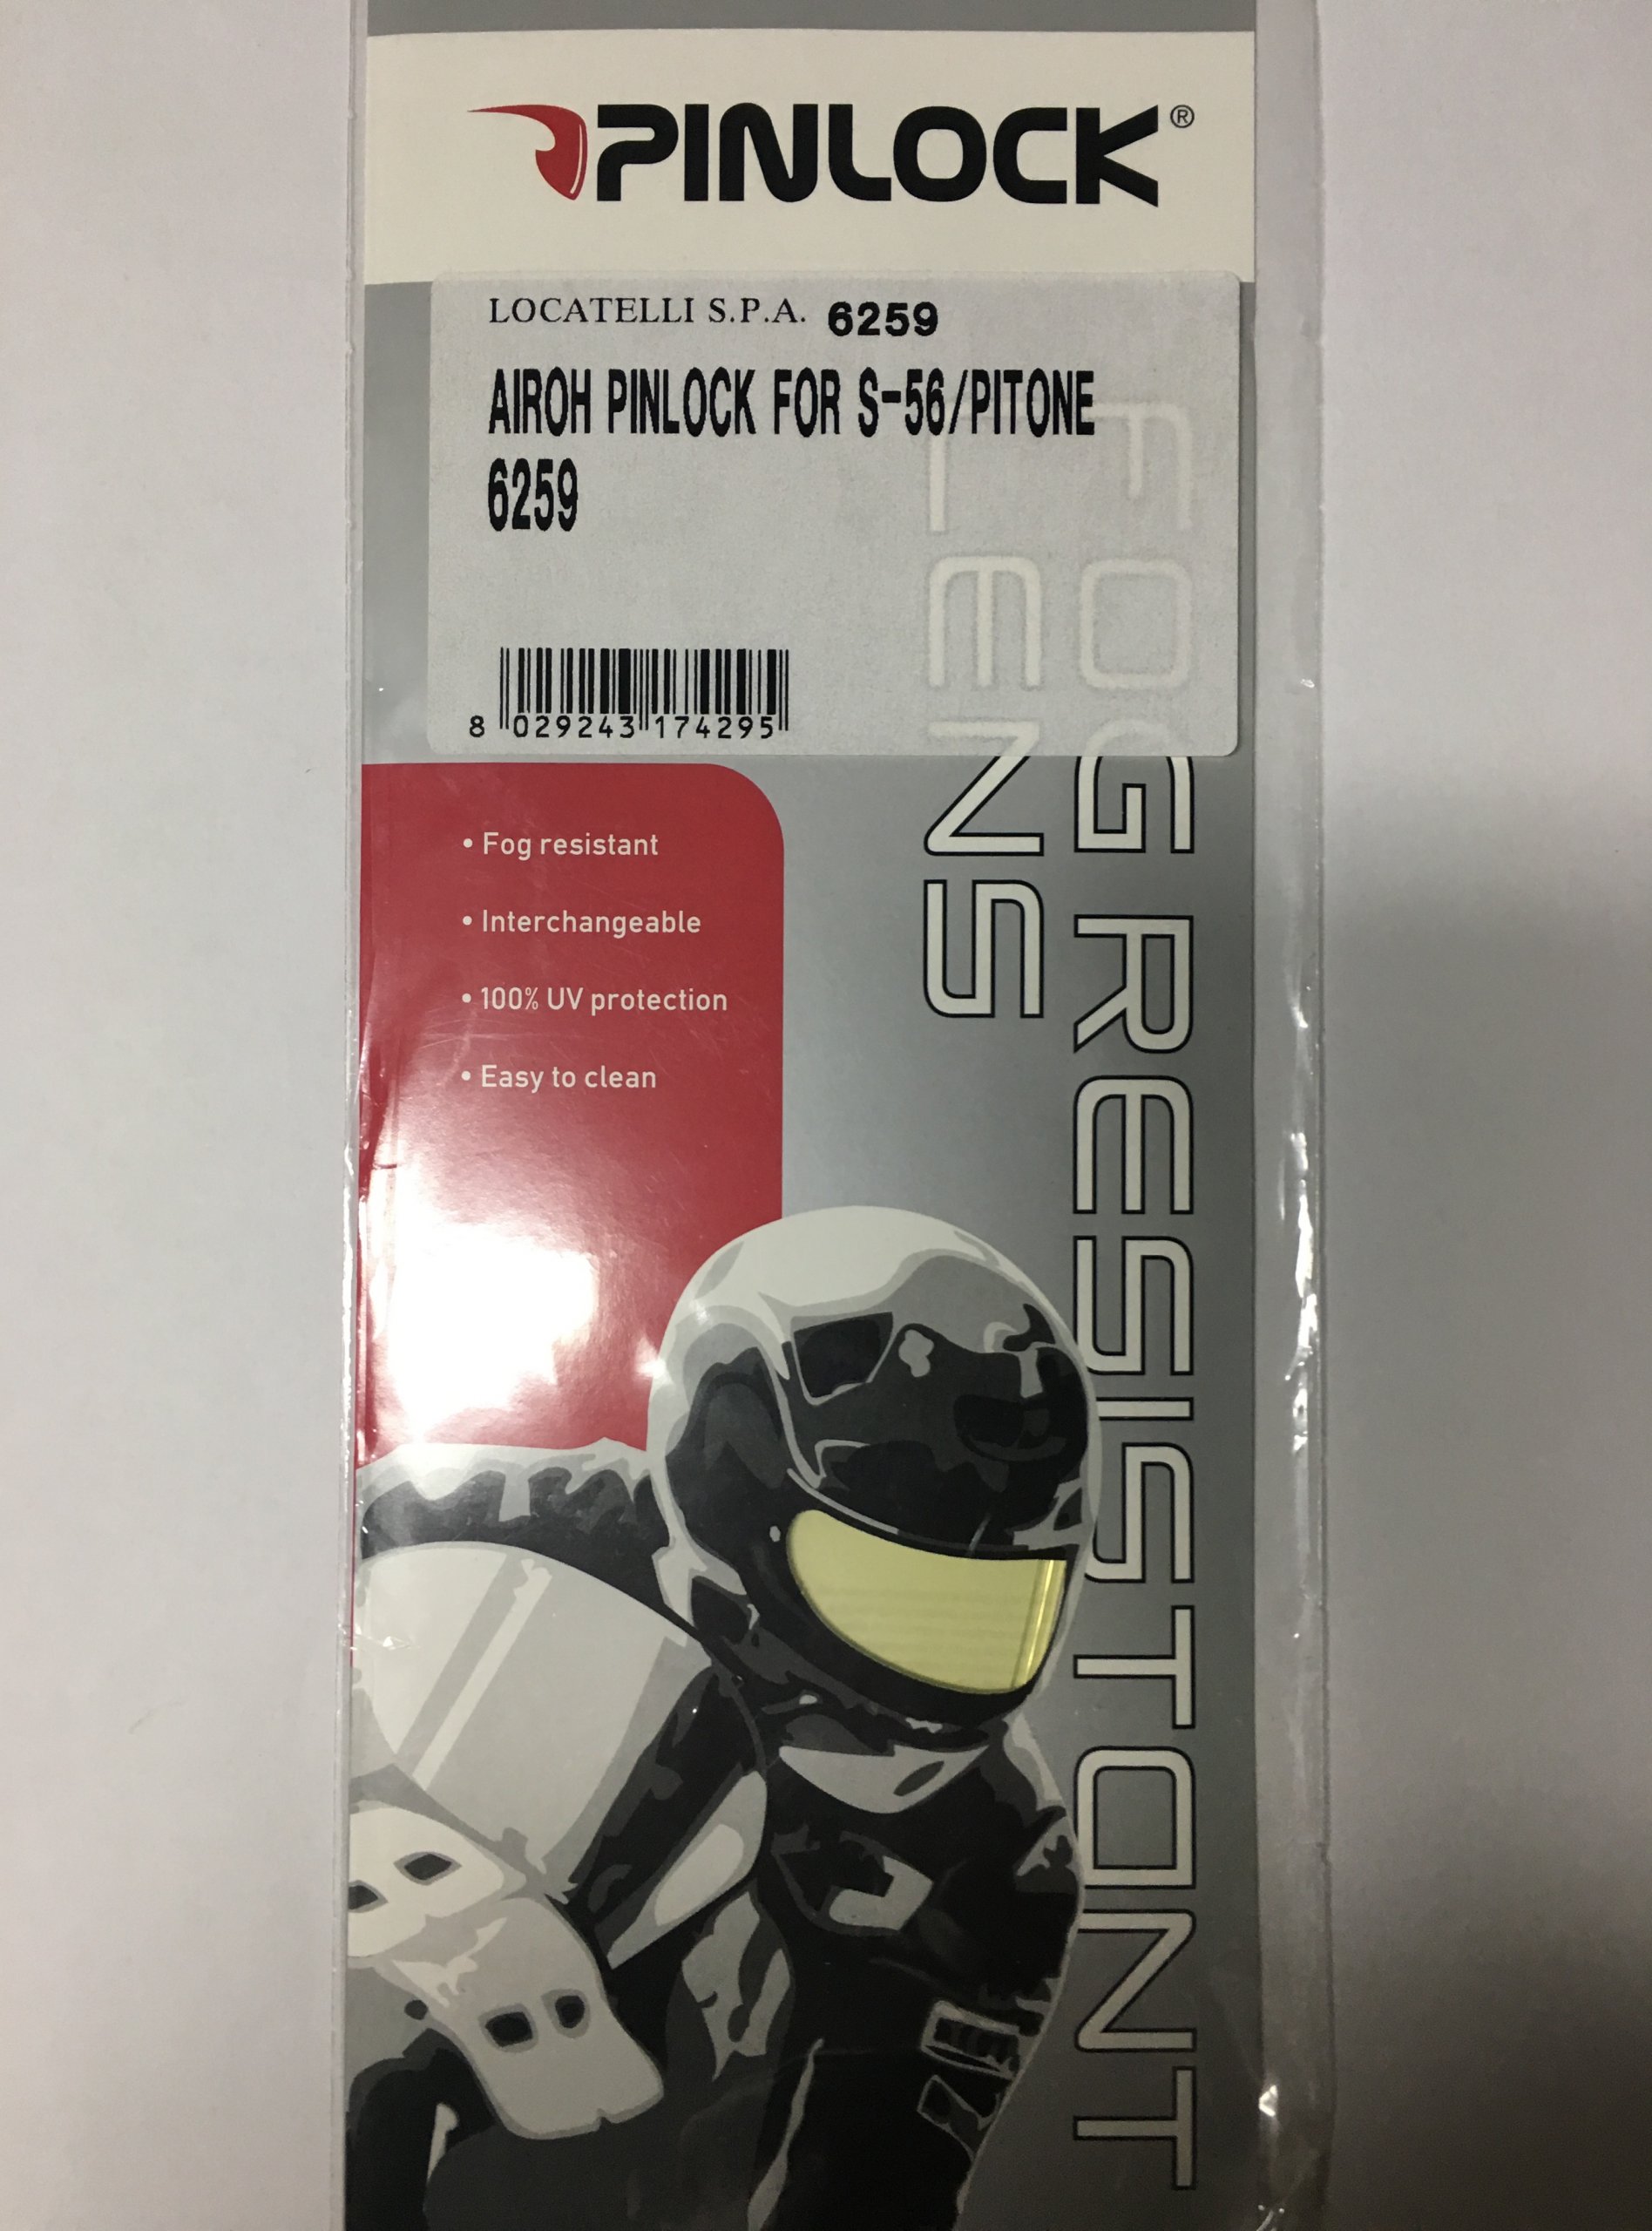 PINLOCK®
LOCATELLI S.P.A. 6259
AIROH PINLOCK FOR S-56/PITONE
6259
8 029243 174295
• Fog resistant
• Interchangeable
• 100% UV protection
• Easy to clean
FOG RESISTANT
LENS